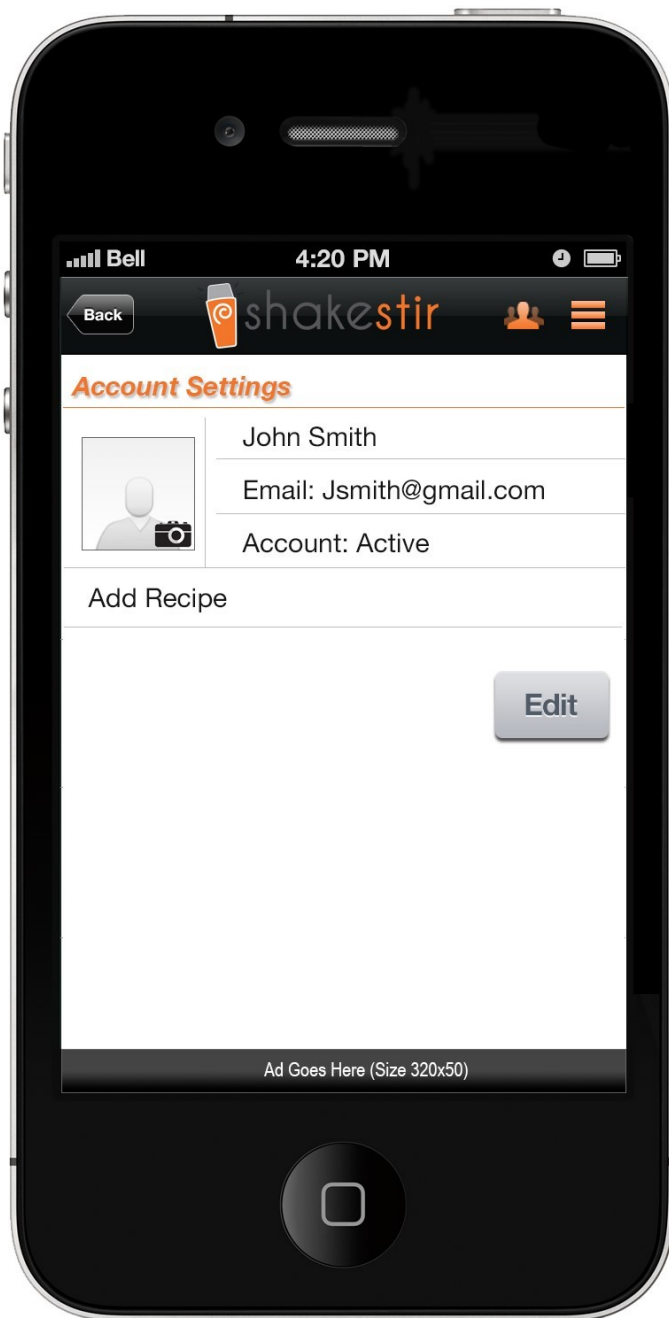 Bell 4:20 PM
Back shakestir
Account Settings
John Smith
Email: Jsmith@gmail.com
Account: Active
Add Recipe
Edit
Ad Goes Here (Size 320x50)